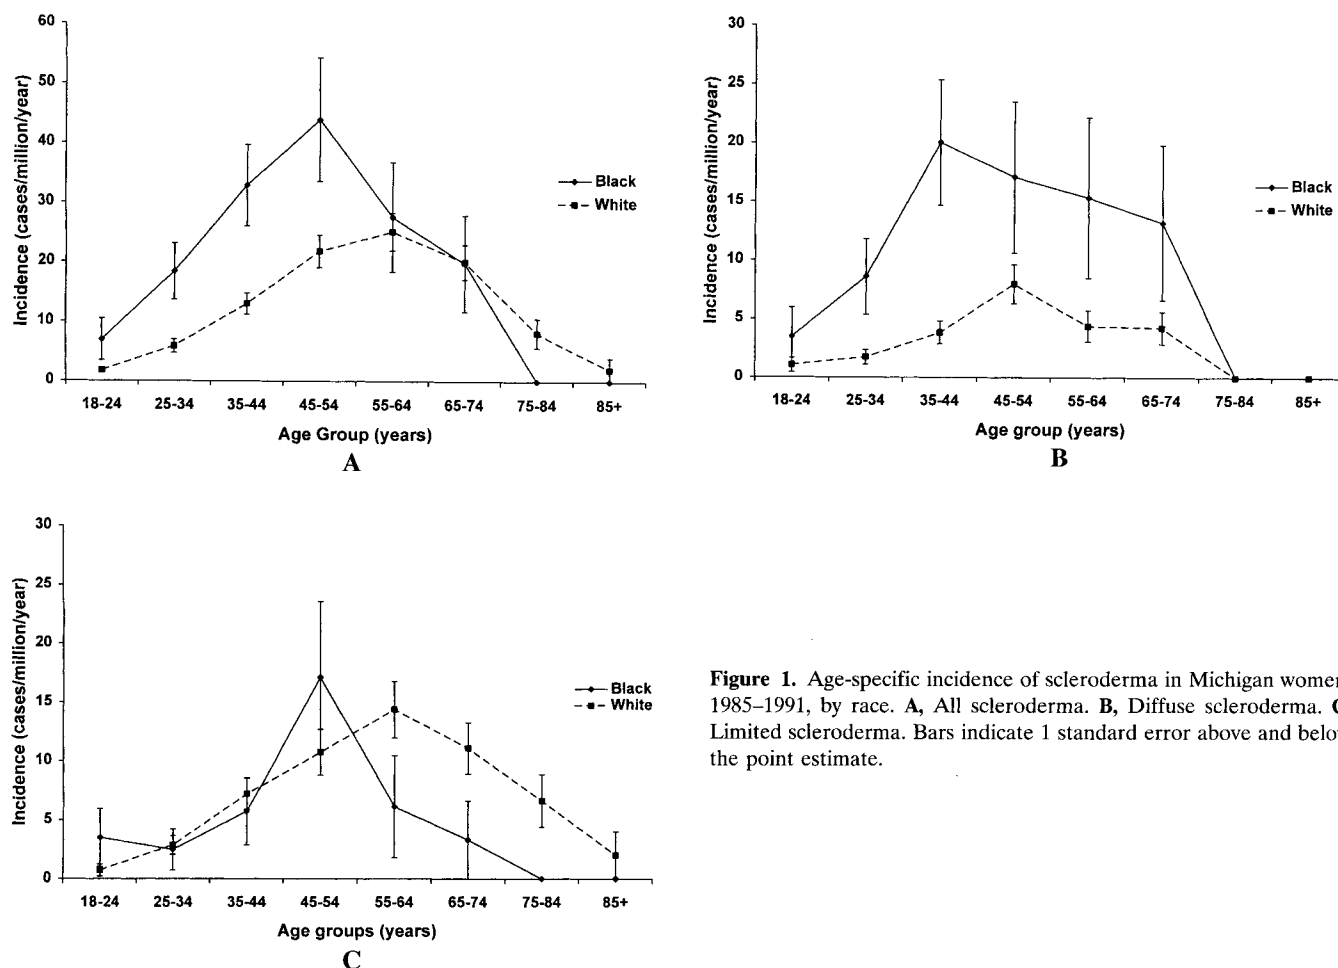 60
50
40
30
20
10
0
Incidence (cases/million/year)
18-24 25-34 35-44 45-54 55-64 65-74 75-84 85+
Age Group (years)
Black
White
A
30
25
20
15
10
5
0
Incidence (cases/million/year)
18-24 25-34 35-44 45-54 55-64 65-74 75-84 85+
Age group (years)
Black
White
B
30
25
20
15
10
5
0
Incidence (cases/million/year)
18-24 25-34 35-44 45-54 55-64 65-74 75-84 85+
Age groups (years)
Black
White
C
Figure 1. Age-specific incidence of scleroderma in Michigan women
1985–1991, by race. A, All scleroderma. B, Diffuse scleroderma.
Limited scleroderma. Bars indicate 1 standard error above and
the point estimate.